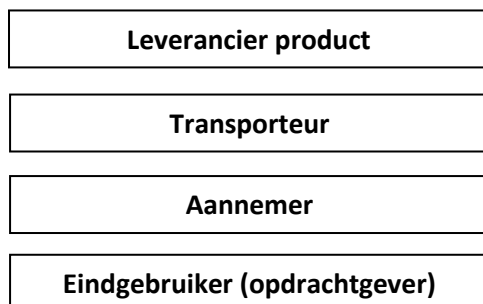 Leverancier product
Transporteur
Aannemer
Eindgebruiker (opdrachtgever)